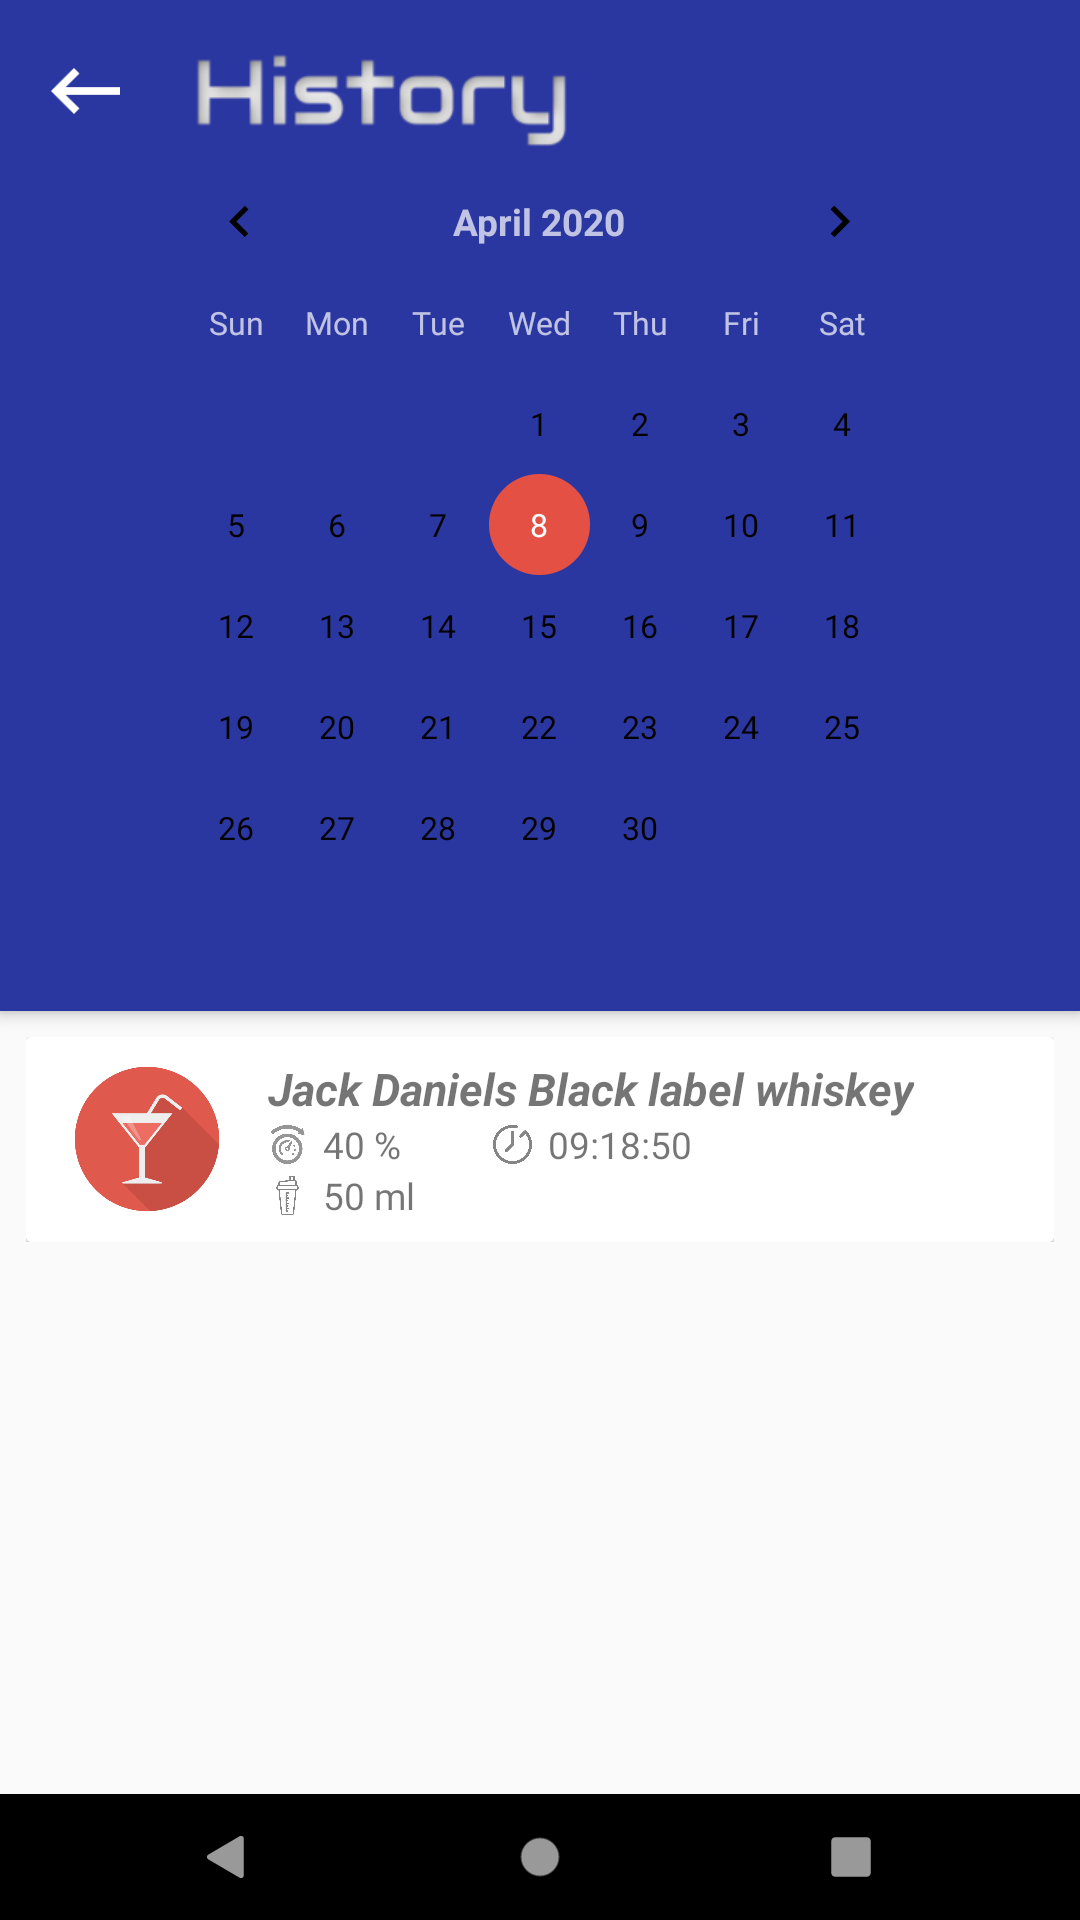 History
April 2020
Sun Mon Tue Wed Thu Fri Sat
1 2 3 4
5 6 7 8 9 10 11
12 13 14 15 16 17 18
19 20 21 22 23 24 25
26 27 28 29 30
Jack Daniels Black label whiskey
40 % 09:18:50
50 ml